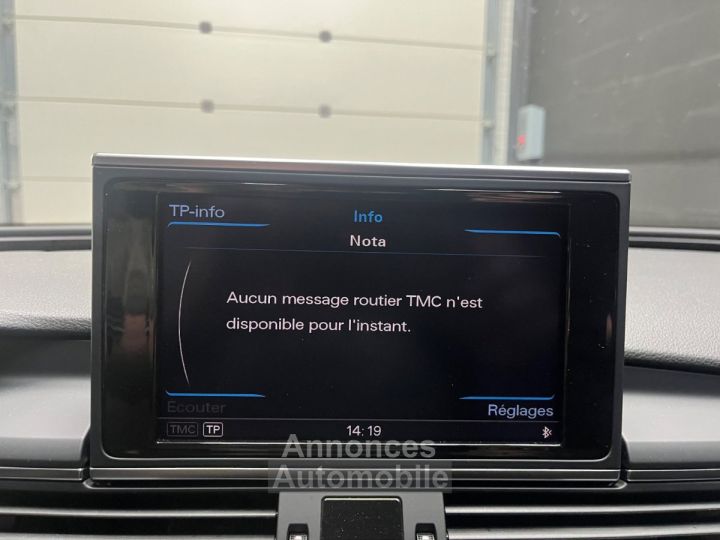 TP-info
Info
Nota
Aucun message routier TMC n'est
disponible pour l'instant.
Écouter
Réglages
TMC TP
14:19
Annonces
Automobile